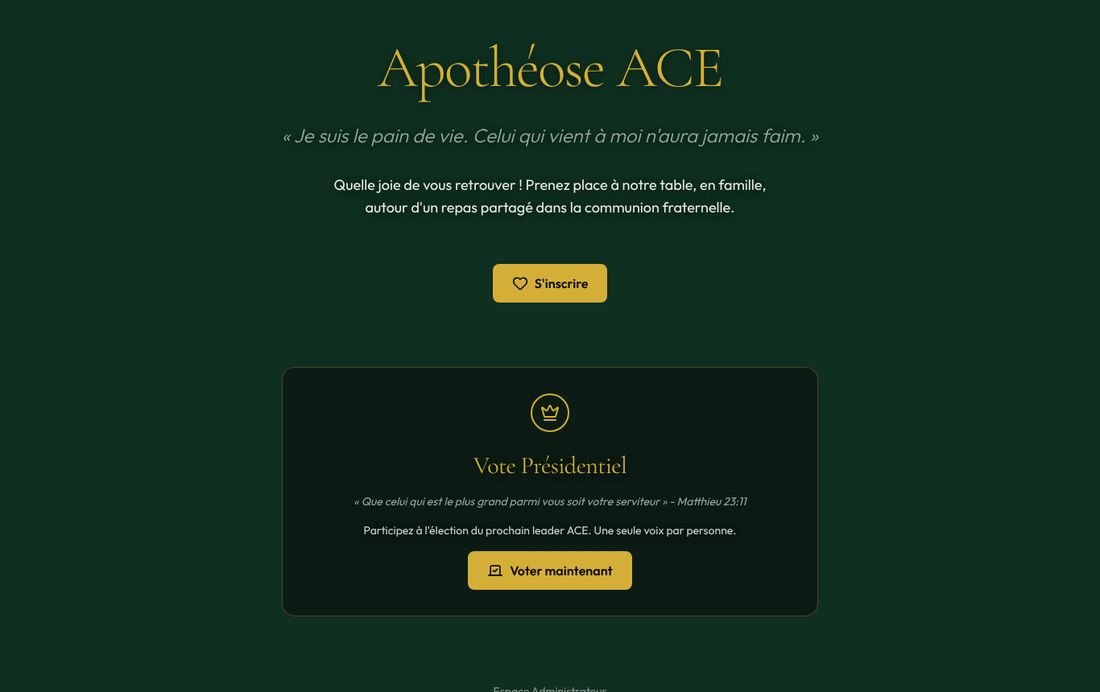 Apothéose ACE
« Je suis le pain de vie. Celui qui vient à moi n'aura jamais faim. »
Quelle joie de vous retrouver ! Prenez place à notre table, en famille,
autour d'un repas partagé dans la communion fraternelle.
S'inscrire
Vote Présidentiel
« Que celui qui est le plus grand parmi vous soit votre serviteur » - Matthieu 23:11
Participez à l'élection du prochain leader ACE. Une seule voix par personne.
Voter maintenant
Espace Administrateur